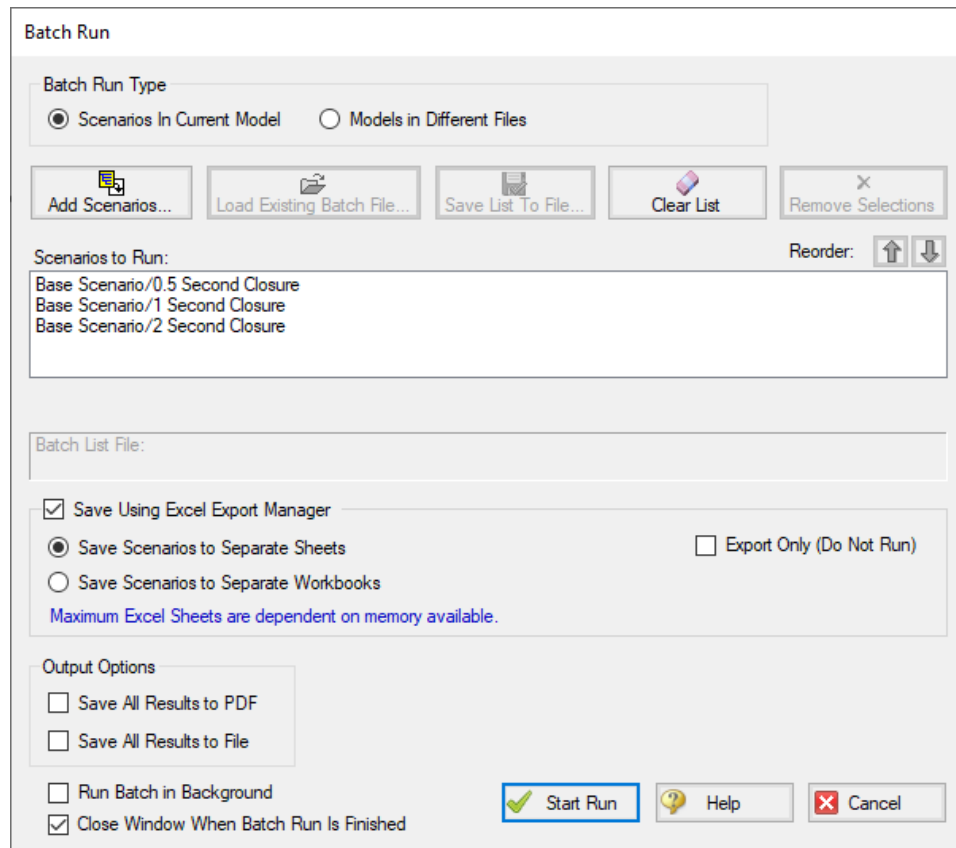 Batch Run
Batch Run Type
Scenarios In Current Model
Models in Different Files
Add Scenarios...
Load Existing Batch File...
Save List To File...
Clear List
Remove Selections
Scenarios to Run:
Reorder:
Base Scenario/0.5 Second Closure
Base Scenario/1 Second Closure
Base Scenario/2 Second Closure
Batch List File:
Save Using Excel Export Manager
Save Scenarios to Separate Sheets
Export Only (Do Not Run)
Save Scenarios to Separate Workbooks
Maximum Excel Sheets are dependent on memory available.
Output Options
Save All Results to PDF
Save All Results to File
Run Batch in Background
Close Window When Batch Run Is Finished
Start Run
Help
Cancel